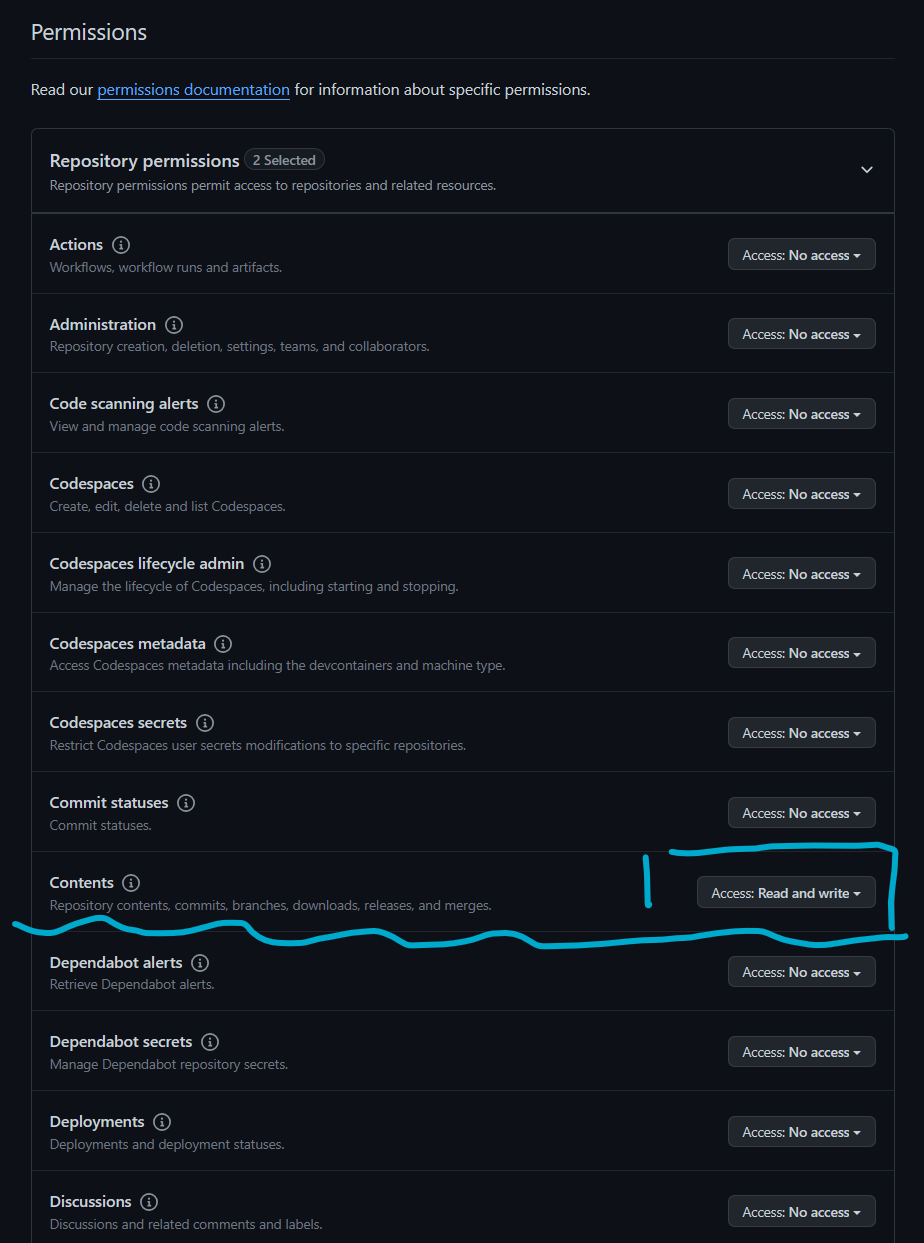 Permissions
Read our permissions documentation for information about specific permissions.
Repository permissions 2 Selected
Repository permissions permit access to repositories and related resources.
Actions
Workflows, workflow runs and artifacts.
Access: No access
Administration
Repository creation, deletion, settings, teams, and collaborators.
Access: No access
Code scanning alerts
View and manage code scanning alerts.
Access: No access
Codespaces
Create, edit, delete and list Codespaces.
Access: No access
Codespaces lifecycle admin
Manage the lifecycle of Codespaces, including starting and stopping.
Access: No access
Codespaces metadata
Access Codespaces metadata including the devcontainers and machine type.
Access: No access
Codespaces secrets
Restrict Codespaces user secrets modifications to specific repositories.
Access: No access
Commit statuses
Commit statuses.
Access: No access
Contents
Repository contents, commits, branches, downloads, releases, and merges.
Access: Read and write
Dependabot alerts
Retrieve Dependabot alerts.
Access: No access
Dependabot secrets
Manage Dependabot repository secrets.
Access: No access
Deployments
Deployments and deployment statuses.
Access: No access
Discussions
Discussions and related comments and labels.
Access: No access